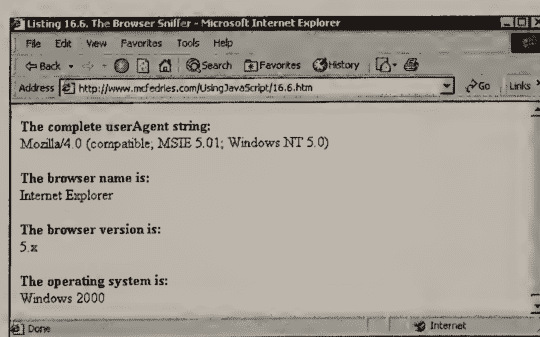 Listing 16.6. The Browser Sniffer - Microsoft Internet Explorer
File Edit View Favorites Tools Help
Back Search Favorites History
Address http://www.mcfedries.com/UsingJavaScript/16.6.htm Go Links
The complete userAgent string:
Mozilla/4.0 (compatible; MSIE 5.01; Windows NT 5.0)
The browser name is:
Internet Explorer
The browser version is:
5.x
The operating system is:
Windows 2000
Done Internet